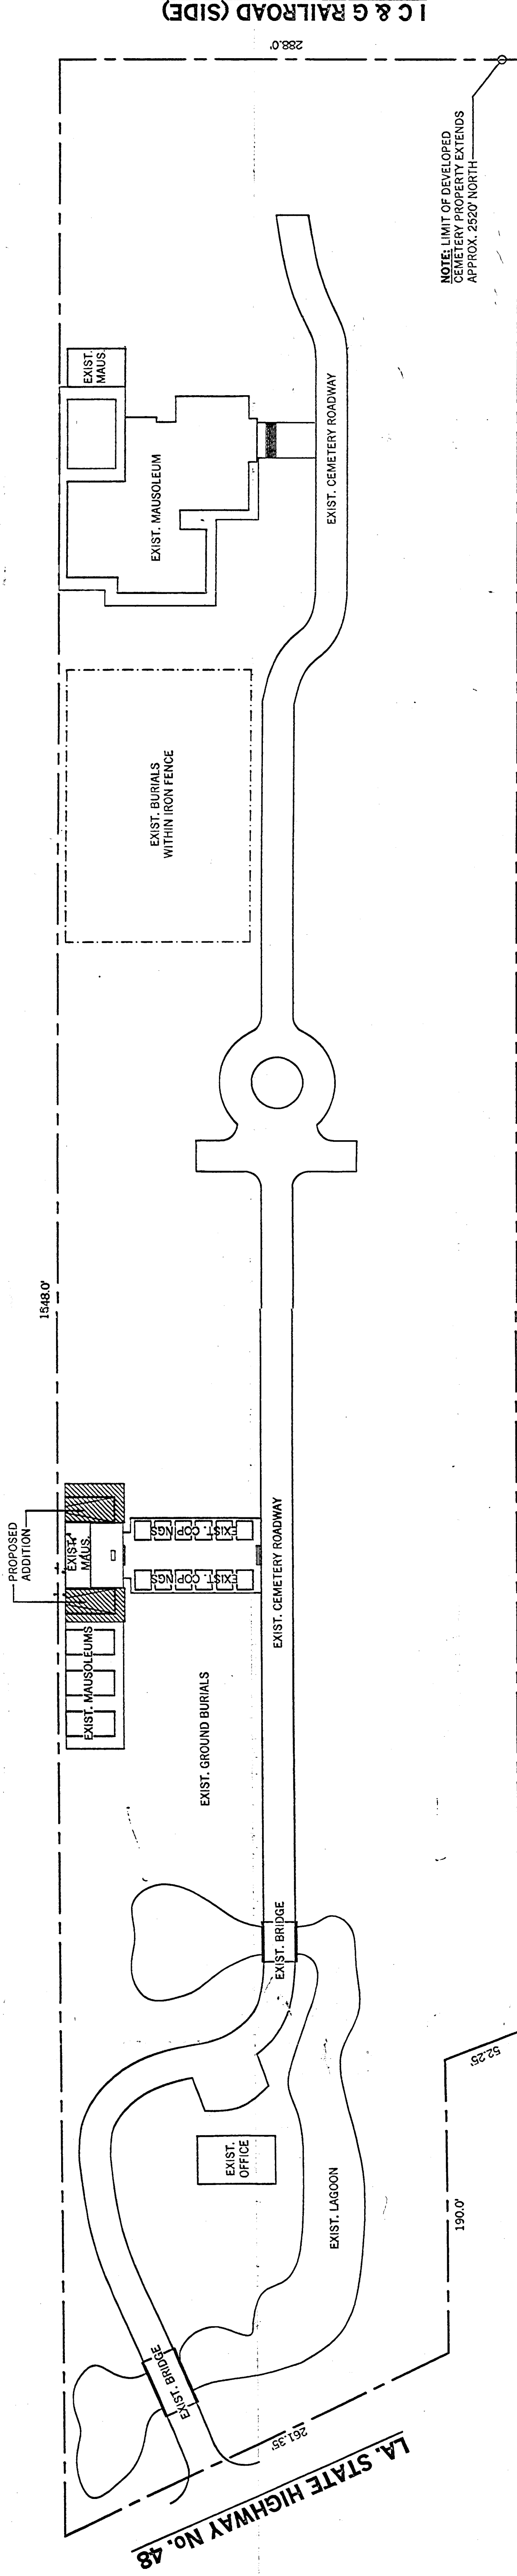 I C & G RAILROAD (SIDE)
288.0'
NOTE: LIMIT OF DEVELOPED
CEMETERY PROPERTY EXTENDS
APPROX. 2520' NORTH
EXIST.
MAUS.
EXIST. MAUSOLEUM
EXIST. CEMETERY ROADWAY
EXIST. BURIALS
WITHIN IRON FENCE
1548.0'
PROPOSED
ADDITION
EXIST.
MAUS.
EXIST. COPINGS
EXIST. COPINGS
EXIST. MAUSOLEUMS
EXIST. CEMETERY ROADWAY
EXIST. GROUND BURIALS
EXIST. BRIDGE
52.25'
EXIST.
OFFICE
EXIST. LAGOON
190.0'
EXIST. BRIDGE
261.35'
LA. STATE HIGHWAY No. 48